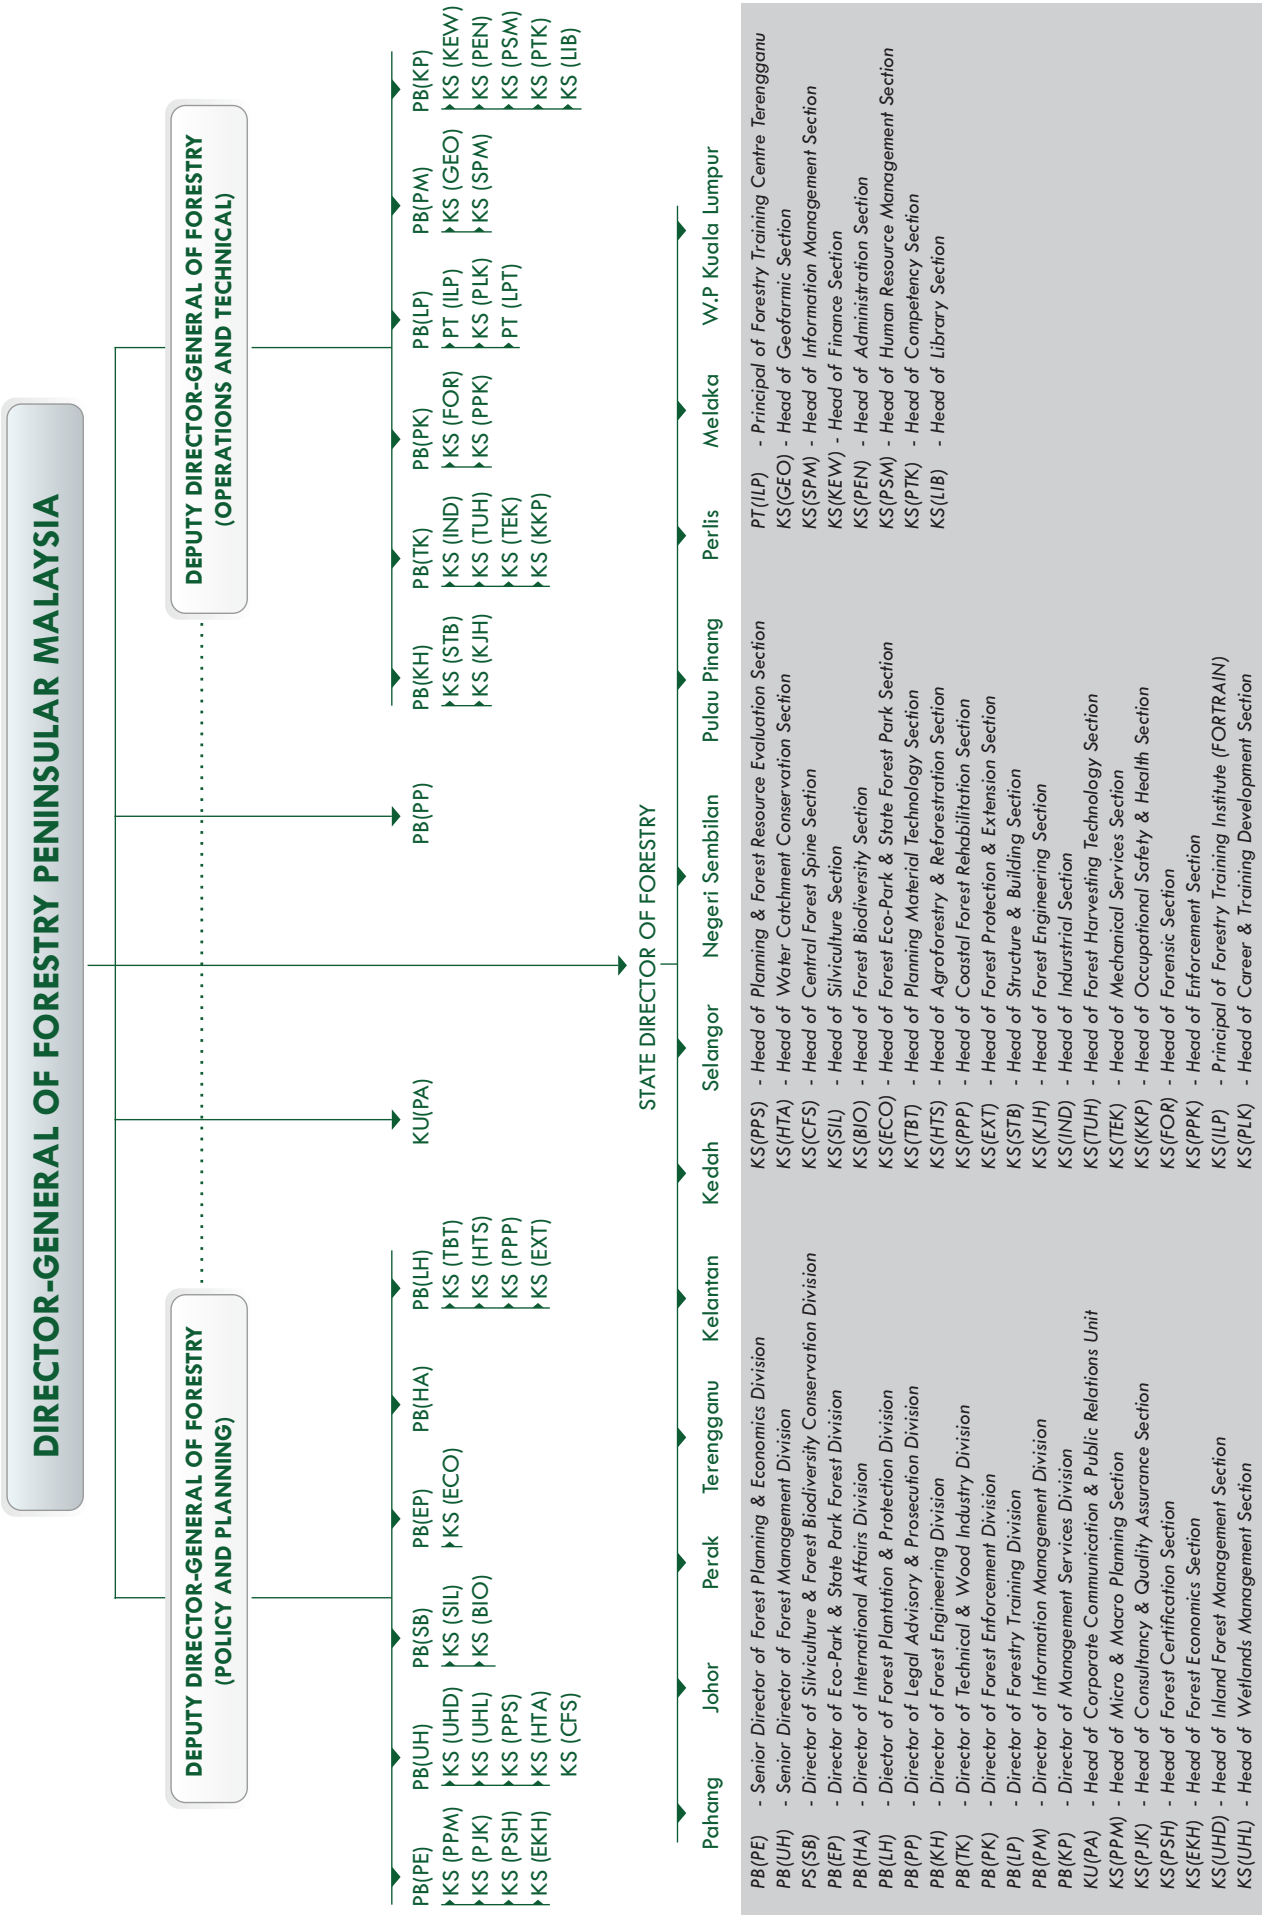 DIRECTOR-GENERAL OF FORESTRY PENINSULAR MALAYSIA
DEPUTY DIRECTOR-GENERAL OF FORESTRY
(POLICY AND PLANNING)
DEPUTY DIRECTOR-GENERAL OF FORESTRY
(OPERATIONS AND TECHNICAL)
PB(PE)
KS (PPM)
KS (PJK)
KS (PSH)
KS (EKH)
PB(UH)
KS (UHD)
KS (UHL)
KS (PPS)
KS (HTA)
KS (CFS)
PB(SB)
KS (SIL)
KS (BIO)
PB(EP)
KS (ECO)
PB(HA)
PB(LH)
KS (TBT)
KS (HTS)
KS (PPP)
KS (EXT)
KU(PA)
PB(PP)
PB(KH)
KS (STB)
KS (KJH)
PB(TK)
KS (IND)
KS (TUH)
KS (TEK)
KS (KKP)
PB(PK)
KS (FOR)
KS (PPK)
PB(LP)
PT (ILP)
KS (PLK)
PT (LPT)
PB(PM)
KS (GEO)
KS (SPM)
PB(KP)
KS (KEW)
KS (PEN)
KS (PSM)
KS (PTK)
KS (LIB)
STATE DIRECTOR OF FORESTRY
Pahang
Johor
Perak
Terengganu
Kelantan
Kedah
Selangor
Negeri Sembilan
Pulau Pinang
Perlis
Melaka
W.P Kuala Lumpur
PB(PE) - Senior Director of Forest Planning & Economics Division
PB(UH) - Senior Director of Forest Management Division
PS(SB) - Director of Silviculture & Forest Biodiversity Conservation Division
PB(EP) - Director of Eco-Park & State Park Forest Division
PB(HA) - Director of International Affairs Division
PB(LH) - Diector of Forest Plantation & Protection Division
PB(PP) - Director of Legal Advisory & Prosecution Division
PB(KH) - Director of Forest Engineering Division
PB(TK) - Director of Technical & Wood Industry Division
PB(PK) - Director of Forest Enforcement Division
PB(LP) - Director of Forestry Training Division
PB(PM) - Director of Information Management Division
PB(KP) - Director of Management Services Division
KU(PA) - Head of Corporate Communication & Public Relations Unit
KS(PPM) - Head of Micro & Macro Planning Section
KS(PJK) - Head of Consultancy & Quality Assurance Section
KS(PSH) - Head of Forest Certification Section
KS(EKH) - Head of Forest Economics Section
KS(UHD) - Head of Inland Forest Management Section
KS(UHL) - Head of Wetlands Management Section
KS(PPS) - Head of Planning & Forest Resource Evaluation Section
KS(HTA) - Head of Water Catchment Conservation Section
KS(CFS) - Head of Central Forest Spine Section
KS(SIL) - Head of Silviculture Section
KS(BIO) - Head of Forest Biodiversity Section
KS(ECO) - Head of Forest Eco-Park & State Forest Park Section
KS(TBT) - Head of Planning Material Technology Section
KS(HTS) - Head of Agroforestry & Reforestration Section
KS(PPP) - Head of Coastal Forest Rehabilitation Section
KS(EXT) - Head of Forest Protection & Extension Section
KS(STB) - Head of Structure & Building Section
KS(KJH) - Head of Forest Engineering Section
KS(IND) - Head of Indurstrial Section
KS(TUH) - Head of Forest Harvesting Technology Section
KS(TEK) - Head of Mechanical Services Section
KS(KKP) - Head of Occupational Safety & Health Section
KS(FOR) - Head of Forensic Section
KS(PPK) - Head of Enforcement Section
KS(ILP) - Principal of Forestry Training Institute (FORTRAIN)
KS(PLK) - Head of Career & Training Development Section
PT(ILP) - Principal of Forestry Training Centre Terengganu
KS(GEO) - Head of Geofarmic Section
KS(SPM) - Head of Information Management Section
KS(KEW) - Head of Finance Section
KS(PEN) - Head of Administration Section
KS(PSM) - Head of Human Resource Management Section
KS(PTK) - Head of Competency Section
KS(LIB) - Head of Library Section